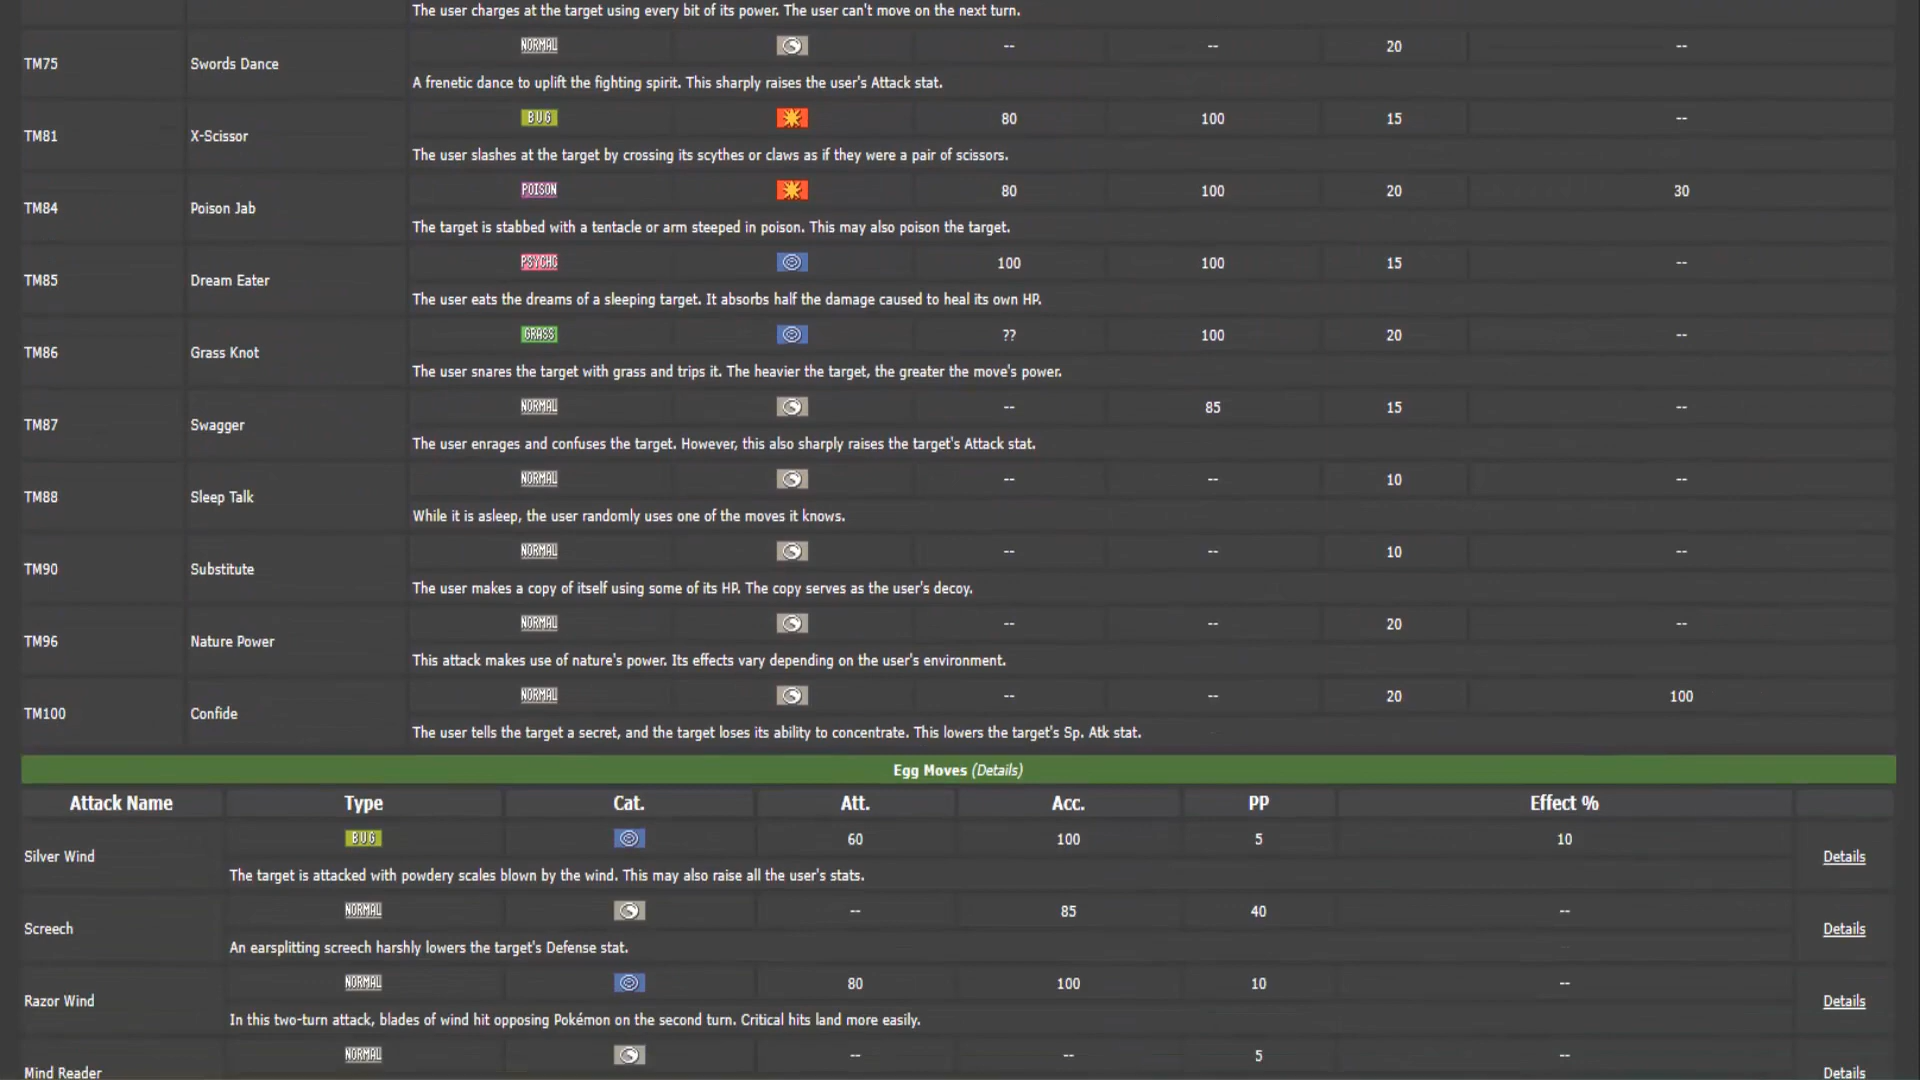 The user charges at the target using every bit of its power. The user can't move on the next turn.
TM75 Swords Dance NORMAL -- -- 20 --
A frenetic dance to uplift the fighting spirit. This sharply raises the user's Attack stat.
TM81 X-Scissor BUG 80 100 15 --
The user slashes at the target by crossing its scythes or claws as if they were a pair of scissors.
TM84 Poison Jab POISON 80 100 20 30
The target is stabbed with a tentacle or arm steeped in poison. This may also poison the target.
TM85 Dream Eater PSYCHC 100 100 15 --
The user eats the dreams of a sleeping target. It absorbs half the damage caused to heal its own HP.
TM86 Grass Knot GRASS ?? 100 20 --
The user snares the target with grass and trips it. The heavier the target, the greater the move's power.
TM87 Swagger NORMAL -- 85 15 --
The user enrages and confuses the target. However, this also sharply raises the target's Attack stat.
TM88 Sleep Talk NORMAL -- -- 10 --
While it is asleep, the user randomly uses one of the moves it knows.
TM90 Substitute NORMAL -- -- 10 --
The user makes a copy of itself using some of its HP. The copy serves as the user's decoy.
TM96 Nature Power NORMAL -- -- 20 --
This attack makes use of nature's power. Its effects vary depending on the user's environment.
TM100 Confide NORMAL -- -- 20 100
The user tells the target a secret, and the target loses its ability to concentrate. This lowers the target's Sp. Atk stat.
Egg Moves (Details)
Attack Name Type Cat. Att. Acc. PP Effect %
Silver Wind BUG 60 100 5 10 Details
The target is attacked with powdery scales blown by the wind. This may also raise all the user's stats.
Screech NORMAL -- 85 40 -- Details
An earsplitting screech harshly lowers the target's Defense stat.
Razor Wind NORMAL 80 100 10 -- Details
In this two-turn attack, blades of wind hit opposing Pokémon on the second turn. Critical hits land more easily.
Mind Reader NORMAL -- -- 5 -- Details